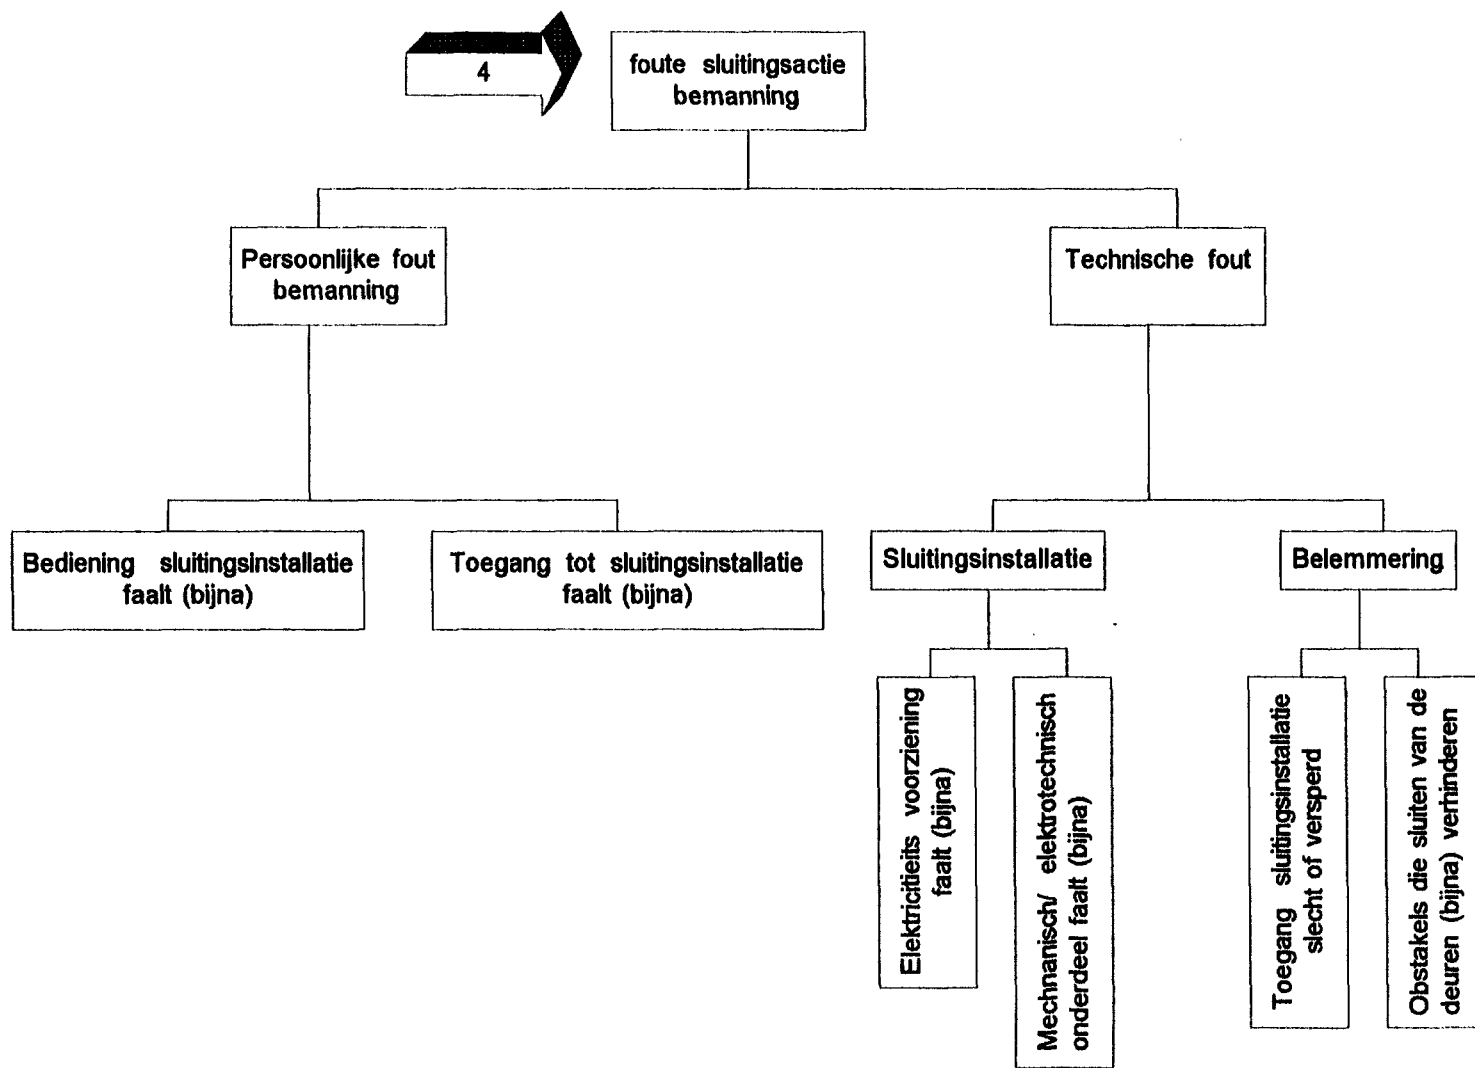 4
foute sluitingsactie
bemanning
Persoonlijke fout
bemanning
Technische fout
Bediening sluitingsinstallatie
faalt (bijna)
Toegang tot sluitingsinstallatie
faalt (bijna)
Sluitingsinstallatie
Belemmering
Elektricitieits voorziening
faalt (bijna)
Mechnanisch/ elektrotechnisch
onderdeel faalt (bijna)
Toegang sluitingsinstallatie
slecht of versperd
Obstakels die sluiten van de
deuren (bijna) verhinderen